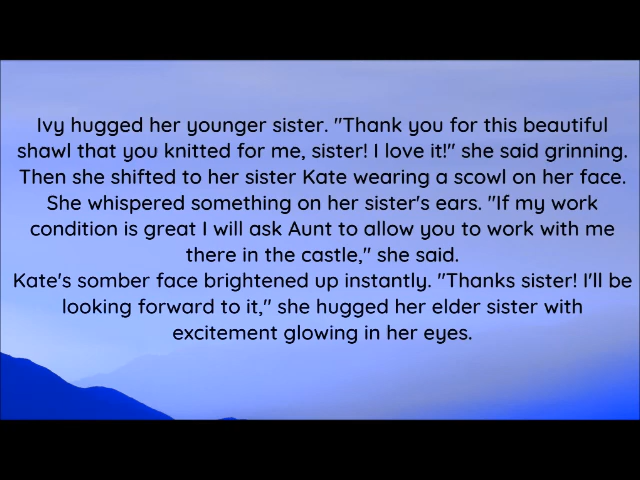 Ivy hugged her younger sister. "Thank you for this beautiful
shawl that you knitted for me, sister! I love it!" she said grinning.
Then she shifted to her sister Kate wearing a scowl on her face.
She whispered something on her sister's ears. "If my work
condition is great I will ask Aunt to allow you to work with me
there in the castle," she said.
Kate's somber face brightened up instantly. "Thanks sister! I'll be
looking forward to it," she hugged her elder sister with
excitement glowing in her eyes.